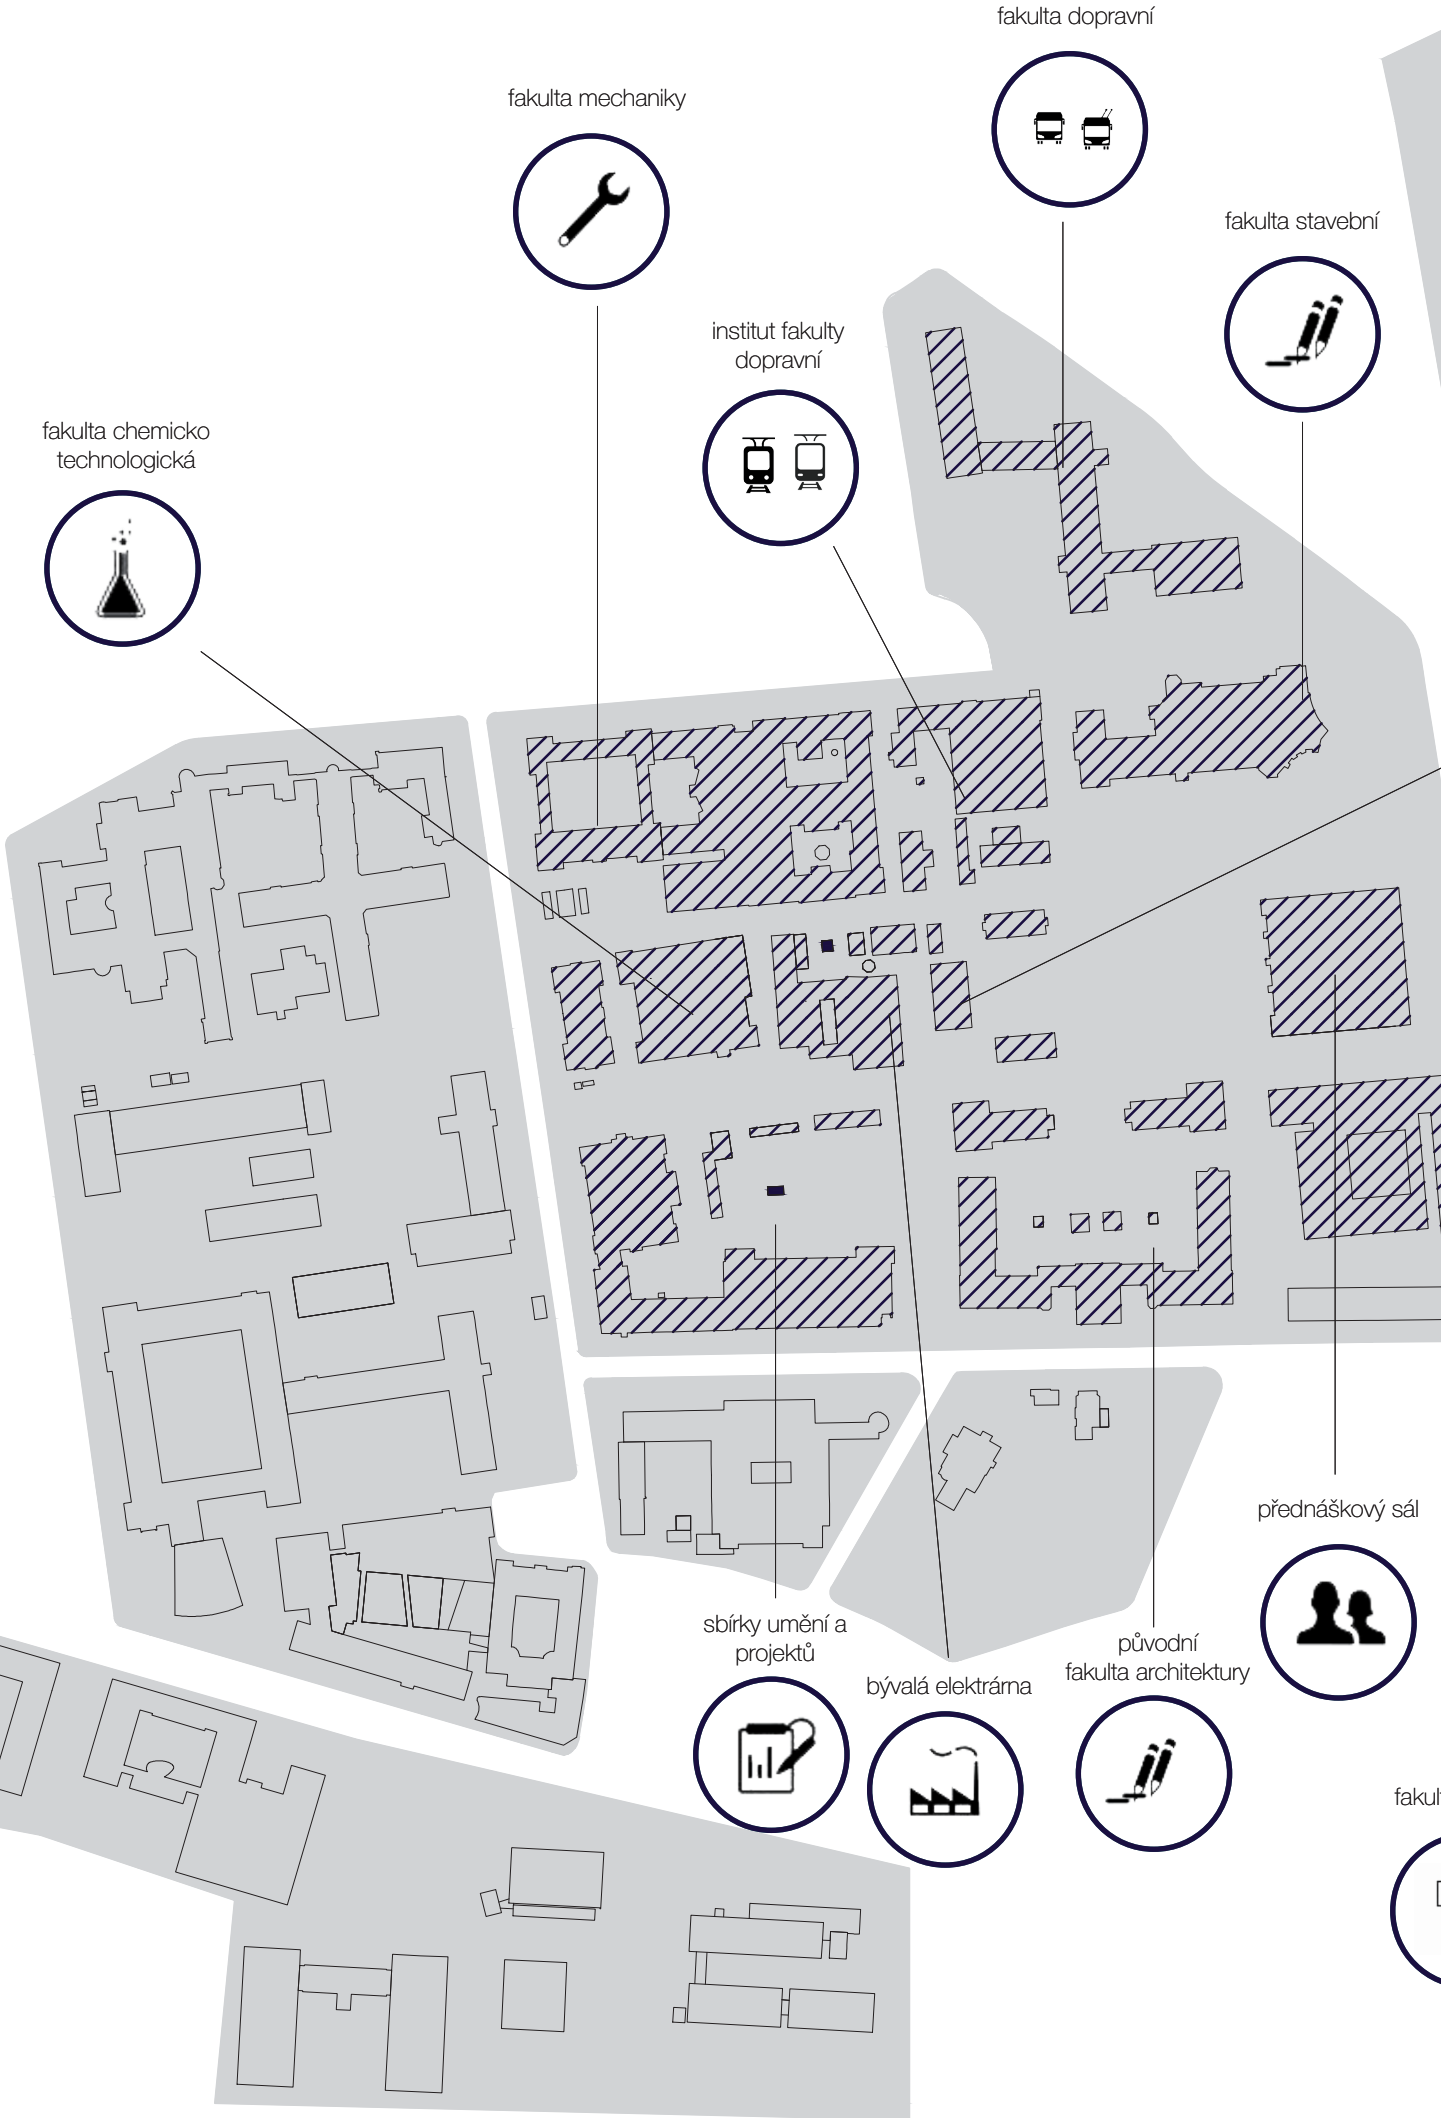 fakulta dopravní
fakulta mechaniky
fakulta stavební
institut fakulty
dopravní
fakulta chemicko
technologická
přednáškový sál
sbírky umění a
projektů
původní
fakulta architektury
bývalá elektrárna